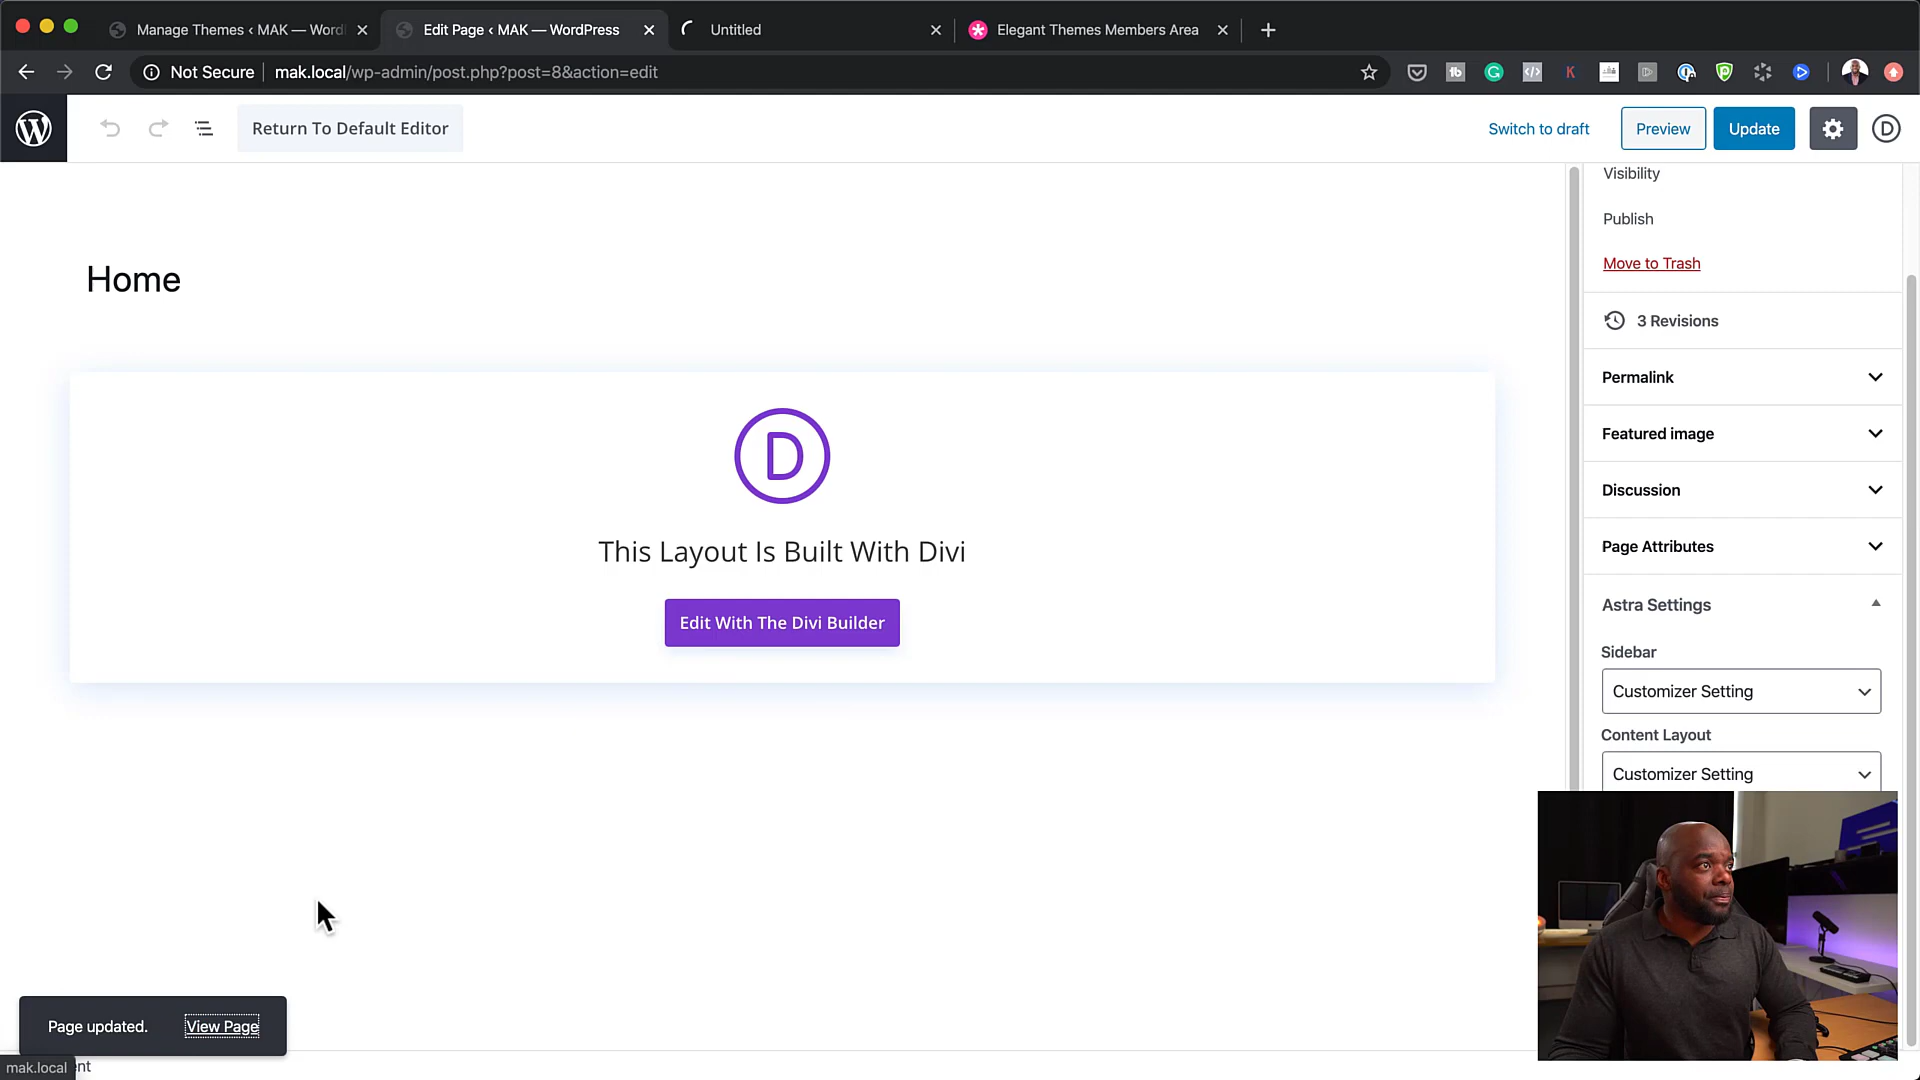 Manage Themes ‹ MAK — Word
Edit Page ‹ MAK — WordPress
Untitled
Elegant Themes Members Area
Not Secure
mak.local/wp-admin/post.php?post=8&action=edit
Return To Default Editor
Switch to draft
Preview
Update
Visibility
Publish
Move to Trash
Home
3 Revisions
Permalink
Featured image
Discussion
Page Attributes
D
This Layout Is Built With Divi
Edit With The Divi Builder
Astra Settings
Sidebar
Customizer Setting
Content Layout
Customizer Setting
Page updated.
View Page
mak.local
nt